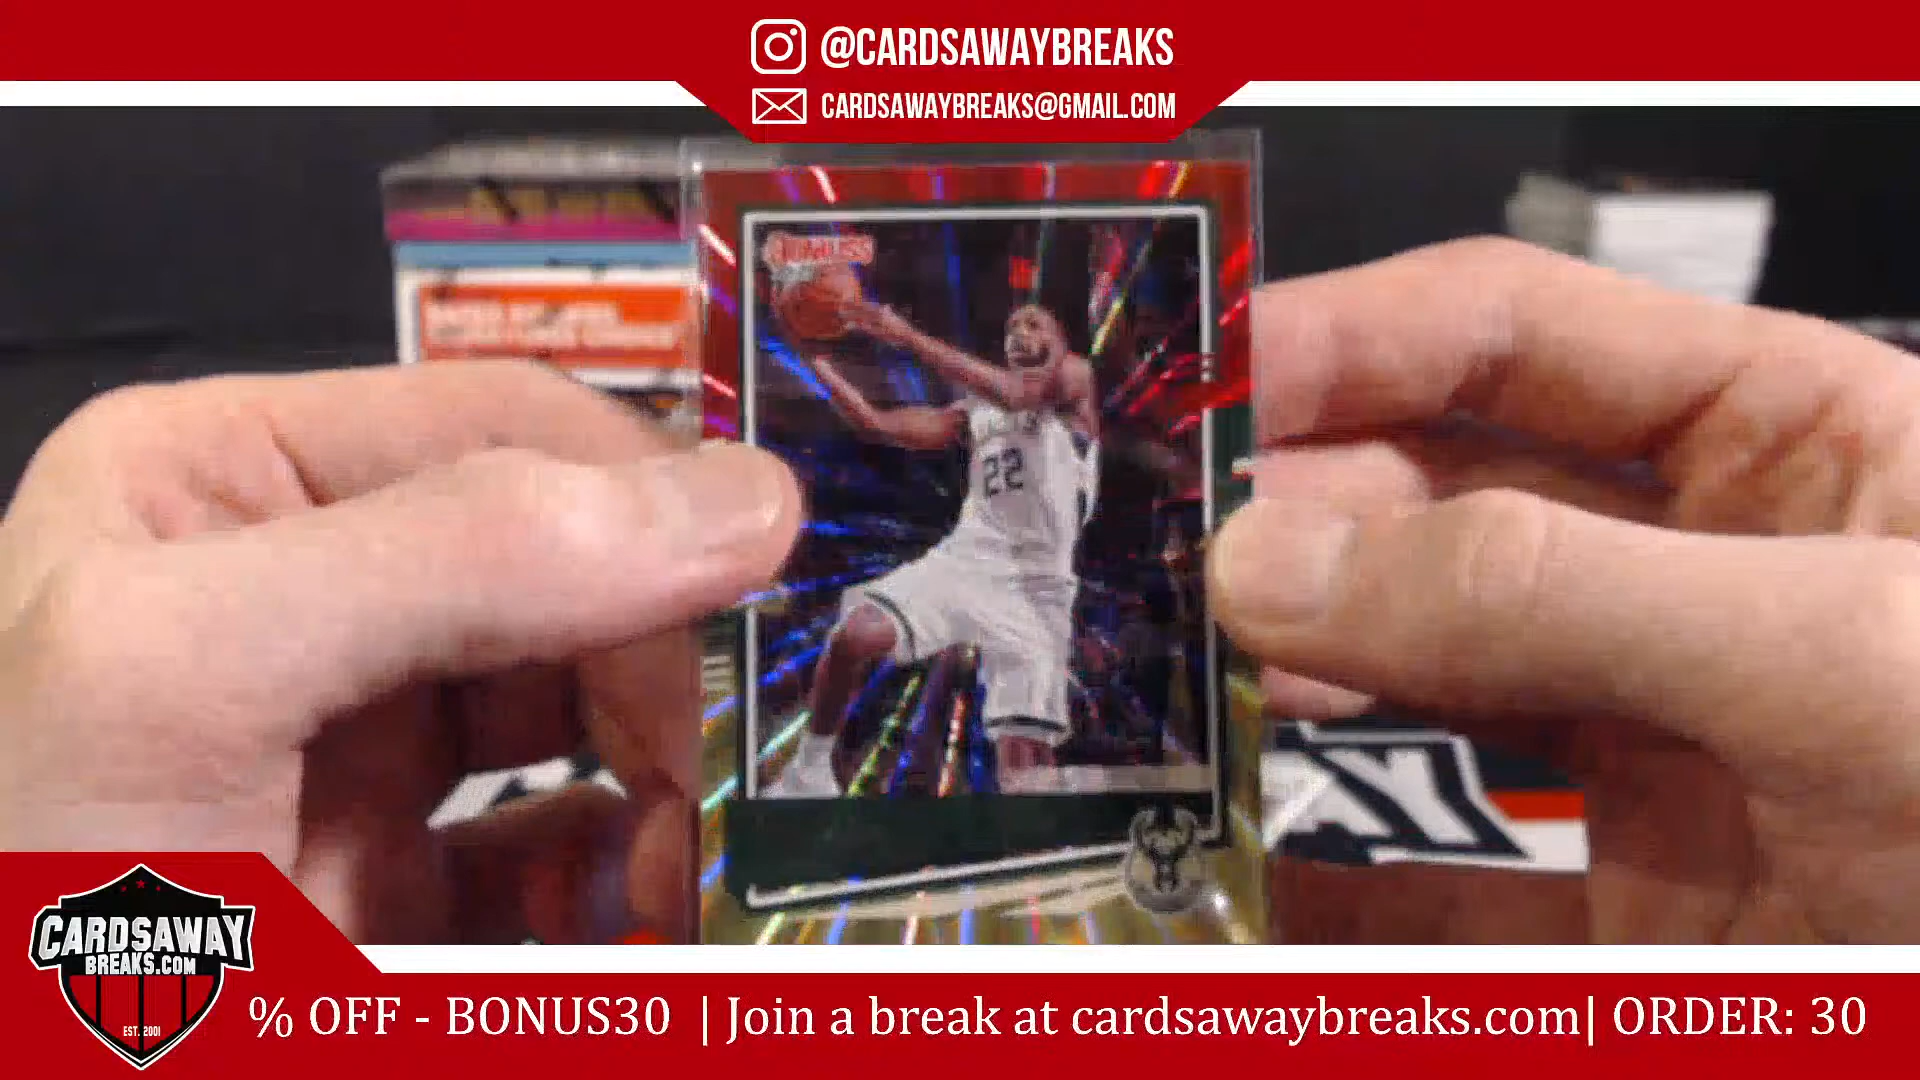 @CARDSAWAYBREAKS
CARDSAWAYBREAKS@GMAIL.COM
DONRUSS
22
CARDSAWAY
BREAKS.COM
EST. 2001
% OFF - BONUS30 | Join a break at cardsawaybreaks.com| ORDER: 30